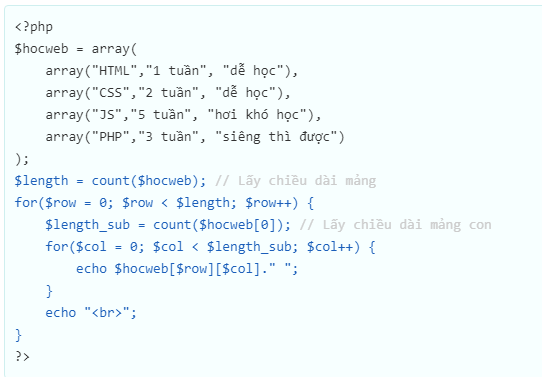 <?php
$hocweb = array(
    array("HTML","1 tuần", "dễ học"),
    array("CSS","2 tuần", "dễ học"),
    array("JS","5 tuần", "hơi khó học"),
    array("PHP","3 tuần", "siêng thì được")
);
$length = count($hocweb); // Lấy chiều dài mảng
for($row = 0; $row < $length; $row++) {
    $length_sub = count($hocweb[0]); // Lấy chiều dài mảng con
    for($col = 0; $col < $length_sub; $col++) {
        echo $hocweb[$row][$col]." ";
    }
    echo "<br>";
}
?>